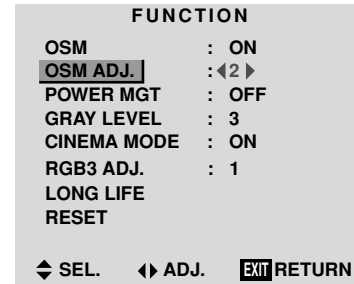 FUNCTION
OSM : ON
OSM ADJ. : ◀2▶
POWER MGT : OFF
GRAY LEVEL : 3
CINEMA MODE : ON
RGB3 ADJ. : 1
LONG LIFE
RESET
SEL. ADJ. EXIT RETURN